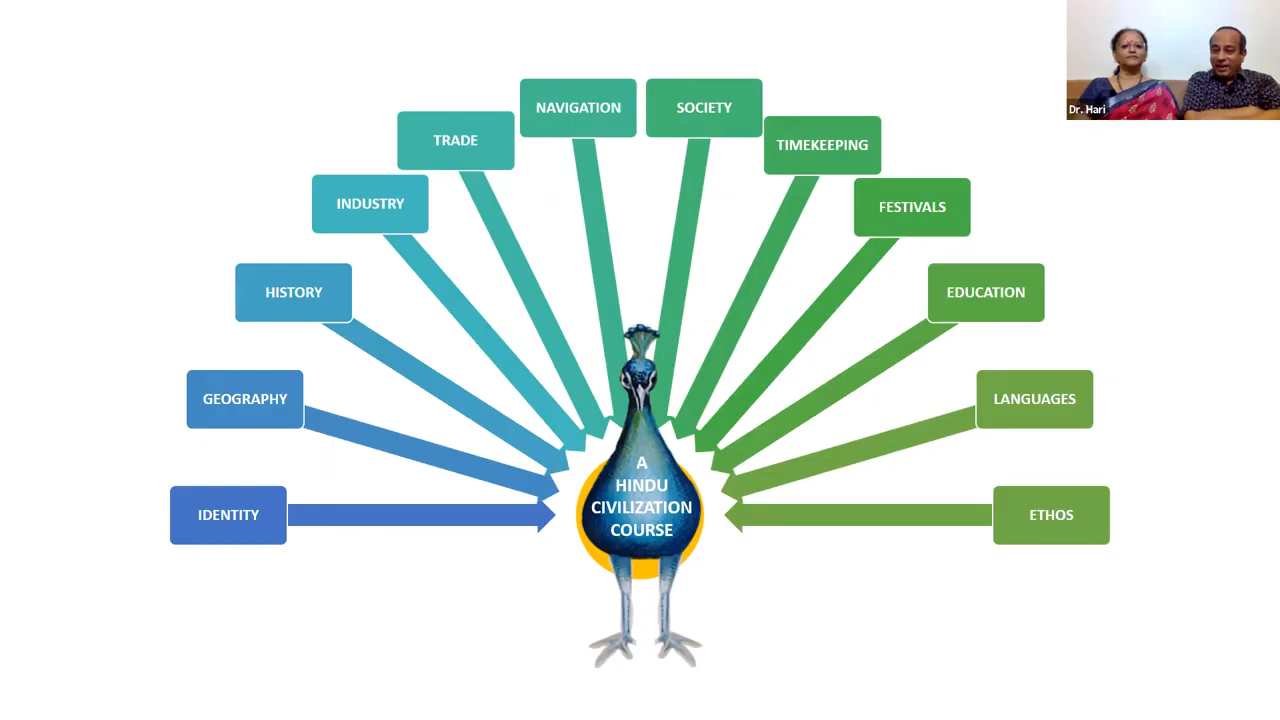 NAVIGATION
SOCIETY
TRADE
TIMEKEEPING
INDUSTRY
FESTIVALS
HISTORY
EDUCATION
GEOGRAPHY
LANGUAGES
IDENTITY
ETHOS
A
HINDU
CIVILIZATION
COURSE
Dr. Hari